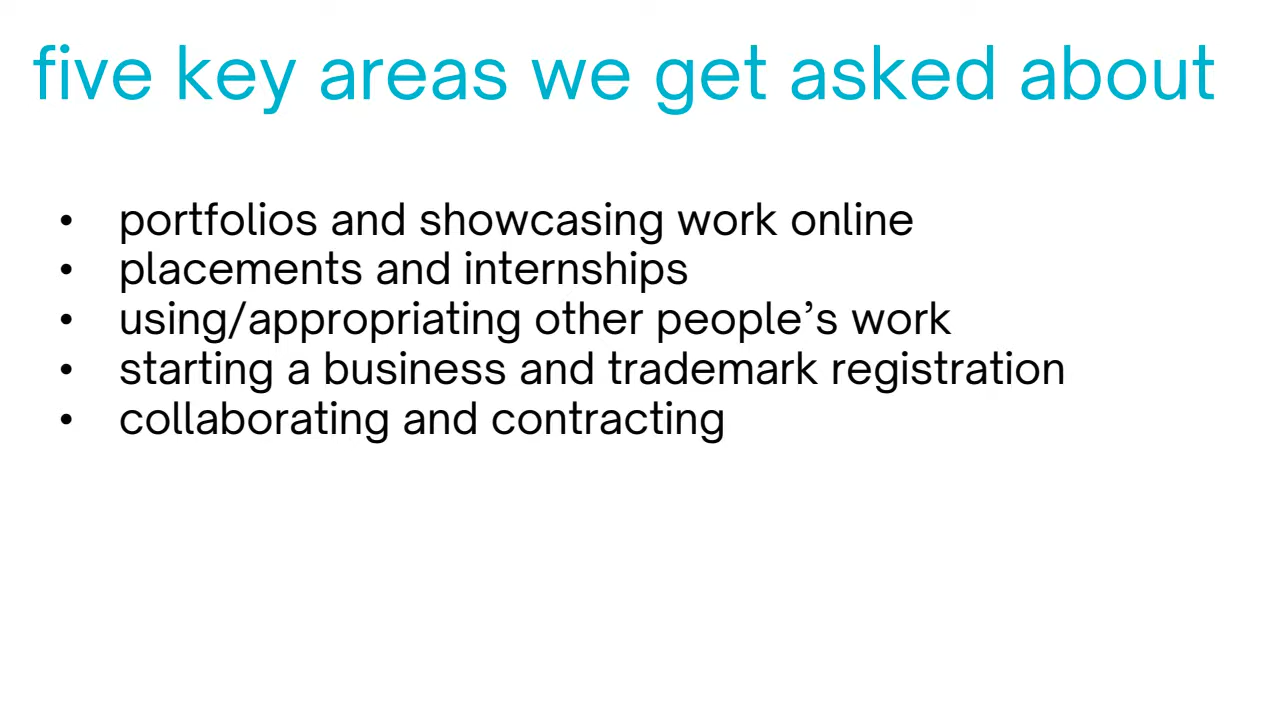 five key areas we get asked about
• portfolios and showcasing work online
• placements and internships
• using/appropriating other people’s work
• starting a business and trademark registration
• collaborating and contracting